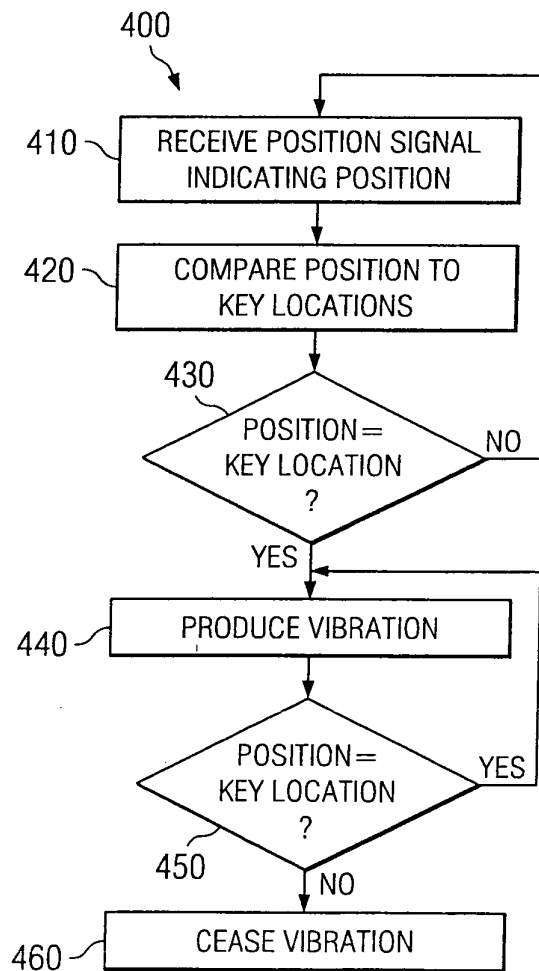 400
410
RECEIVE POSITION SIGNAL
INDICATING POSITION
420
COMPARE POSITION TO
KEY LOCATIONS
430
POSITION=
KEY LOCATION
?
NO
YES
440
PRODUCE VIBRATION
POSITION=
KEY LOCATION
?
YES
450
NO
460
CEASE VIBRATION